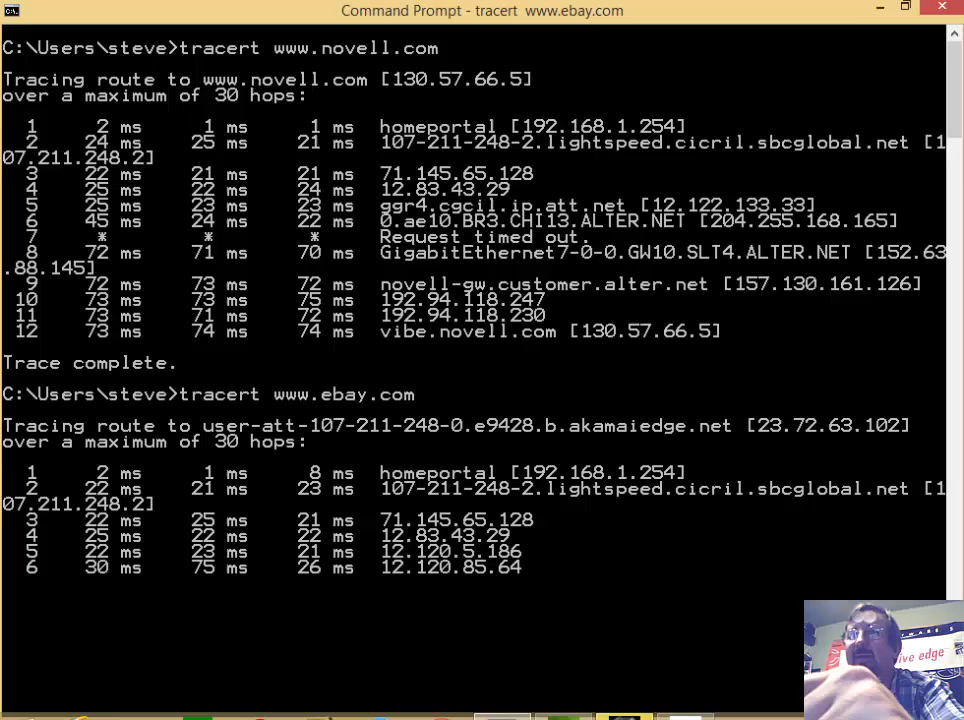 Command Prompt - tracert www.ebay.com
C:\Users\steve>tracert www.novell.com
Tracing route to www.novell.com [130.57.66.5]
over a maximum of 30 hops:
1 2 ms 1 ms 1 ms homeportal [192.168.1.254]
2 24 ms 25 ms 21 ms 107-211-248-2.lightspeed.cicril.sbcglobal.net [1
07.211.248.2]
3 22 ms 21 ms 21 ms 71.145.65.128
4 25 ms 22 ms 24 ms 12.83.43.29
5 25 ms 23 ms 23 ms ggr4.cgcil.ip.att.net [12.122.133.33]
6 45 ms 24 ms 22 ms 0.ae10.BR3.CHI13.ALTER.NET [204.255.168.165]
7 * * * Request timed out.
8 72 ms 71 ms 70 ms GigabitEthernet7-0-0.GW10.SLT4.ALTER.NET [152.63
.88.145]
9 72 ms 73 ms 72 ms novell-gw.customer.alter.net [157.130.161.126]
10 73 ms 73 ms 75 ms 192.94.118.247
11 73 ms 71 ms 72 ms 192.94.118.230
12 73 ms 74 ms 74 ms vibe.novell.com [130.57.66.5]
Trace complete.
C:\Users\steve>tracert www.ebay.com
Tracing route to user-att-107-211-248-0.e9428.b.akamaiedge.net [23.72.63.102]
over a maximum of 30 hops:
1 2 ms 1 ms 8 ms homeportal [192.168.1.254]
2 22 ms 21 ms 23 ms 107-211-248-2.lightspeed.cicril.sbcglobal.net [1
07.211.248.2]
3 22 ms 25 ms 21 ms 71.145.65.128
4 25 ms 22 ms 22 ms 12.83.43.29
5 22 ms 23 ms 21 ms 12.120.5.186
6 30 ms 75 ms 26 ms 12.120.85.64
edge